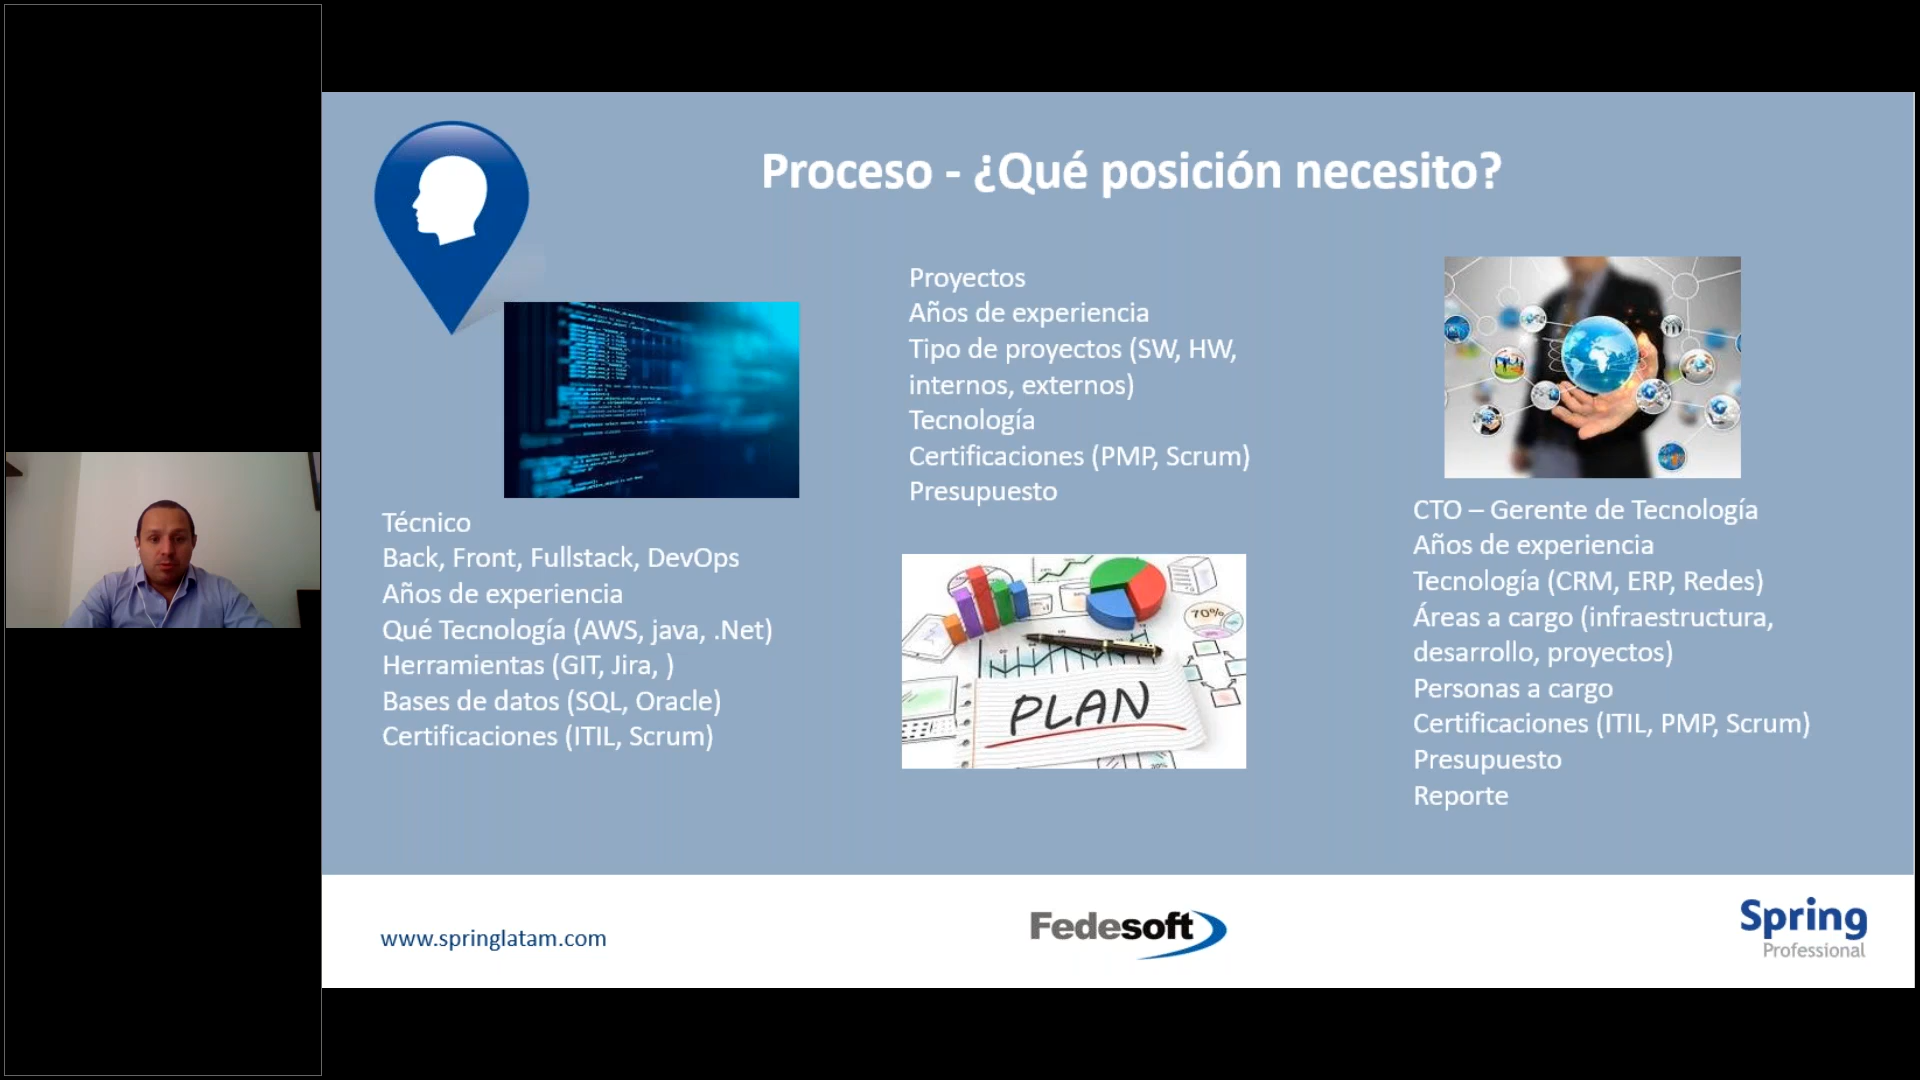 Proceso - ¿Qué posición necesito?
Técnico
Back, Front, Fullstack, DevOps
Años de experiencia
Qué Tecnología (AWS, java, .Net)
Herramientas (GIT, Jira, )
Bases de datos (SQL, Oracle)
Certificaciones (ITIL, Scrum)
Proyectos
Años de experiencia
Tipo de proyectos (SW, HW,
internos, externos)
Tecnología
Certificaciones (PMP, Scrum)
Presupuesto
70%
PLAN
CTO – Gerente de Tecnología
Años de experiencia
Tecnología (CRM, ERP, Redes)
Áreas a cargo (infraestructura,
desarrollo, proyectos)
Personas a cargo
Certificaciones (ITIL, PMP, Scrum)
Presupuesto
Reporte
www.springlatam.com
Fedesoft
Spring
Professional